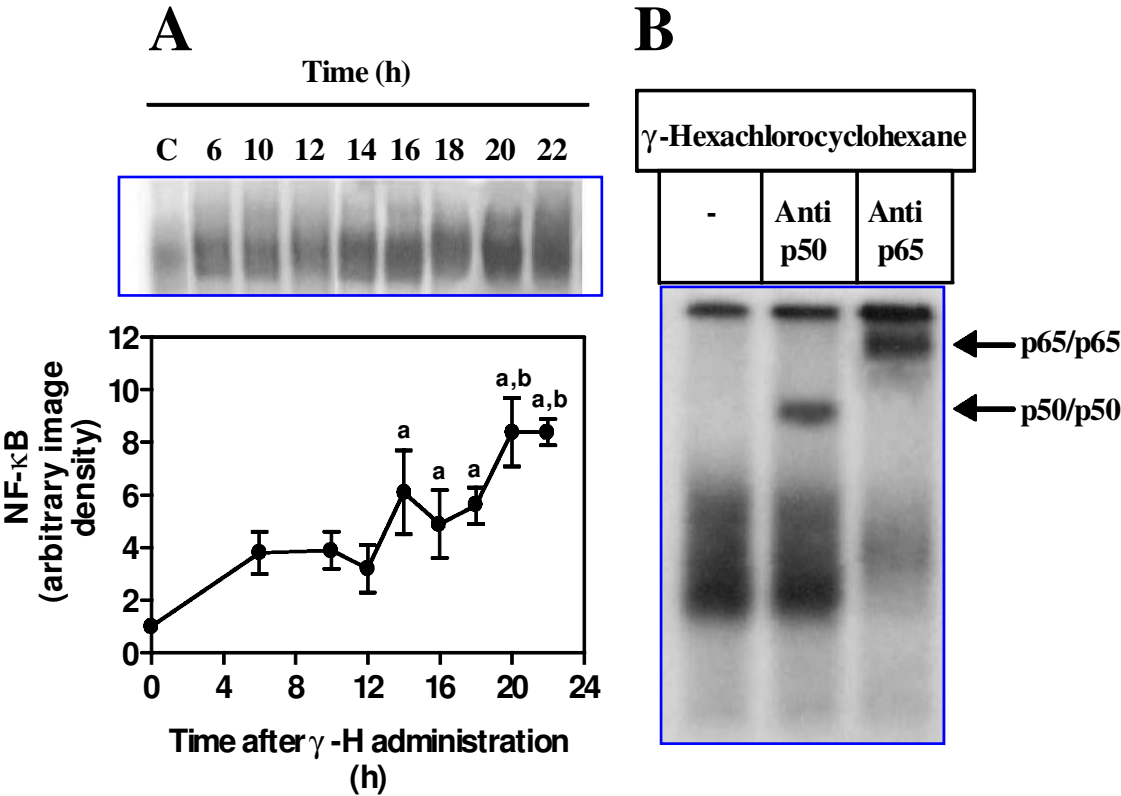 A
Time (h)
C 6 10 12 14 16 18 20 22
12
10
8
6
4
2
0
NF-κB
(arbitrary image
density)
a
a
a
a,b
a,b
0 4 8 12 16 20 24
Time after γ -H administration
(h)
B
γ-Hexachlorocyclohexane
- Anti Anti
p50 p65
p65/p65
p50/p50